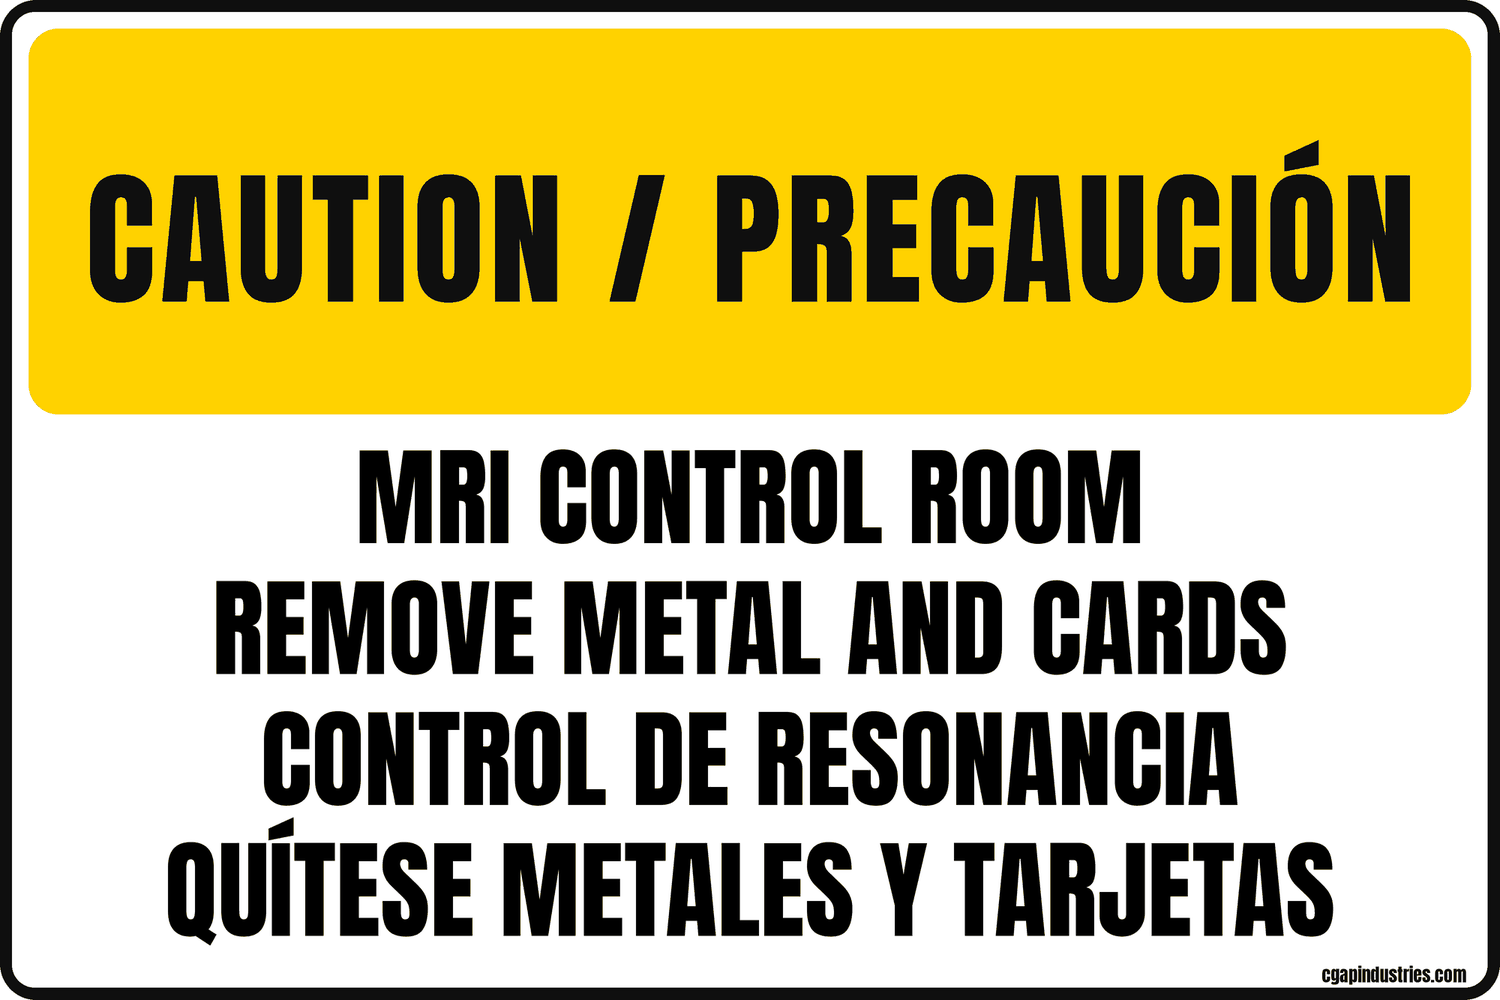 CAUTION / PRECAUCIÓN
MRI CONTROL ROOM
REMOVE METAL AND CARDS
CONTROL DE RESONANCIA
QUÍTESE METALES Y TARJETAS
cgapindustries.com